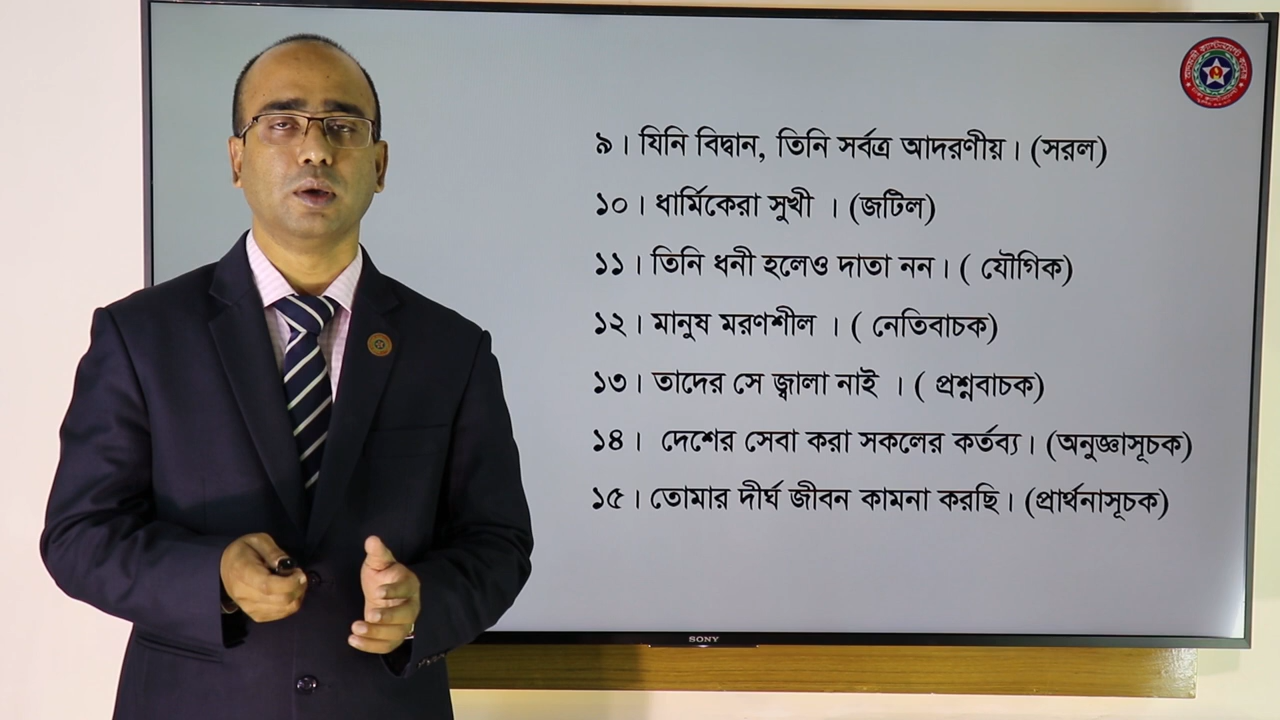 ৯। যিনি বিদ্বান, তিনি সর্বত্র আদরণীয়। (সরল)
১০। ধার্মিকেরা সুখী । (জটিল)
১১। তিনি ধনী হলেও দাতা নন। ( যৌগিক)
১২। মানুষ মরণশীল । ( নেতিবাচক)
১৩। তাদের সে জ্বালা নাই । ( প্রশ্নবাচক)
১৪। দেশের সেবা করা সকলের কর্তব্য। (অনুজ্ঞাসূচক)
১৫। তোমার দীর্ঘ জীবন কামনা করছি। (প্রার্থনাসূচক)
SONY